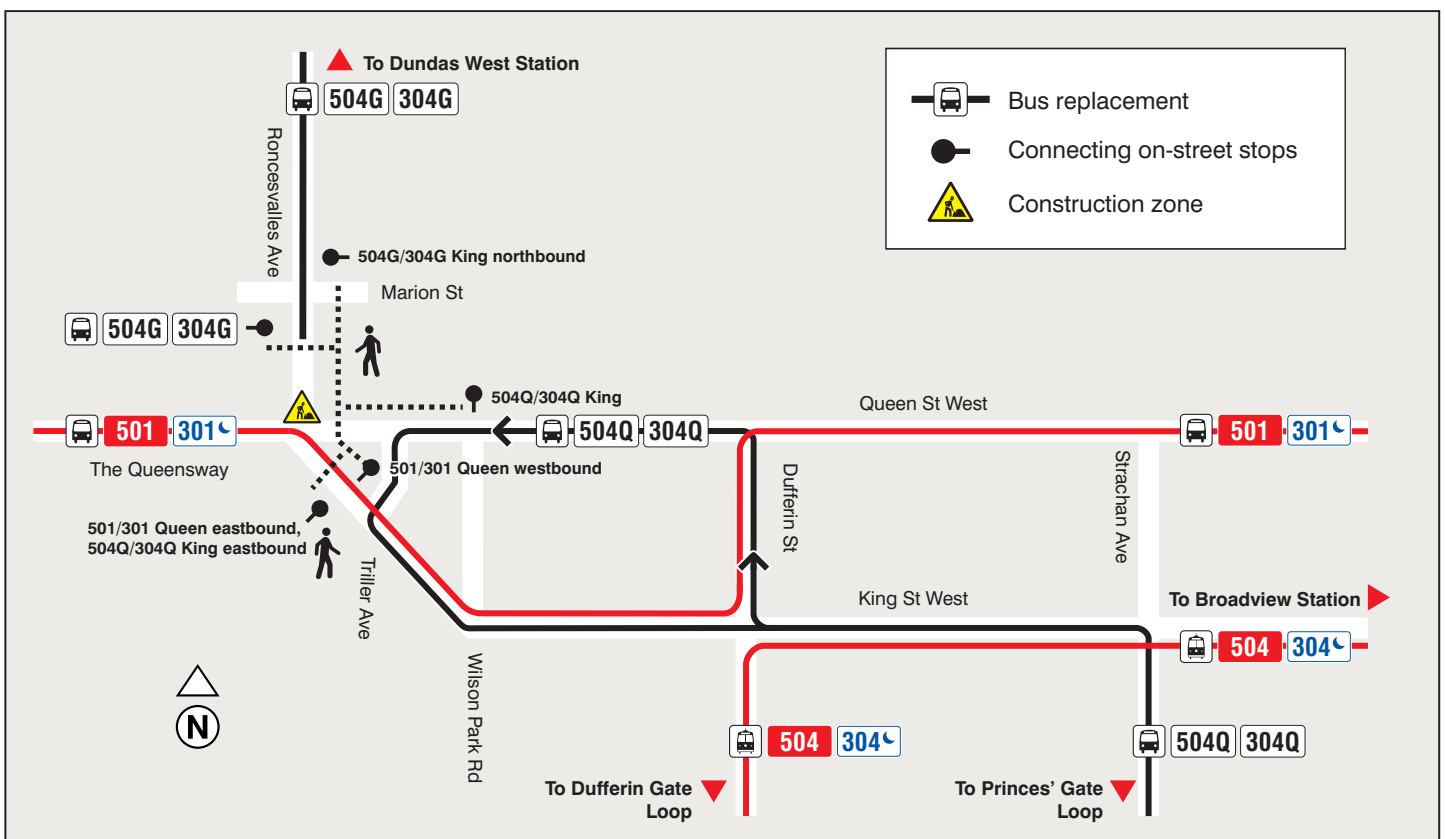 To Dundas West Station
504G 304G
Bus replacement
Connecting on-street stops
Construction zone
Roncesvalles Ave
504G/304G King northbound
Marion St
504G 304G
504Q/304Q King
Queen St West
501 301
504Q 304Q
501 301
The Queensway
501/301 Queen westbound
Dufferin St
Strachan Ave
501/301 Queen eastbound,
504Q/304Q King eastbound
Triller Ave
King St West
To Broadview Station
504 304
Wilson Park Rd
N
504 304
504Q 304Q
To Dufferin Gate
Loop
To Princes' Gate
Loop